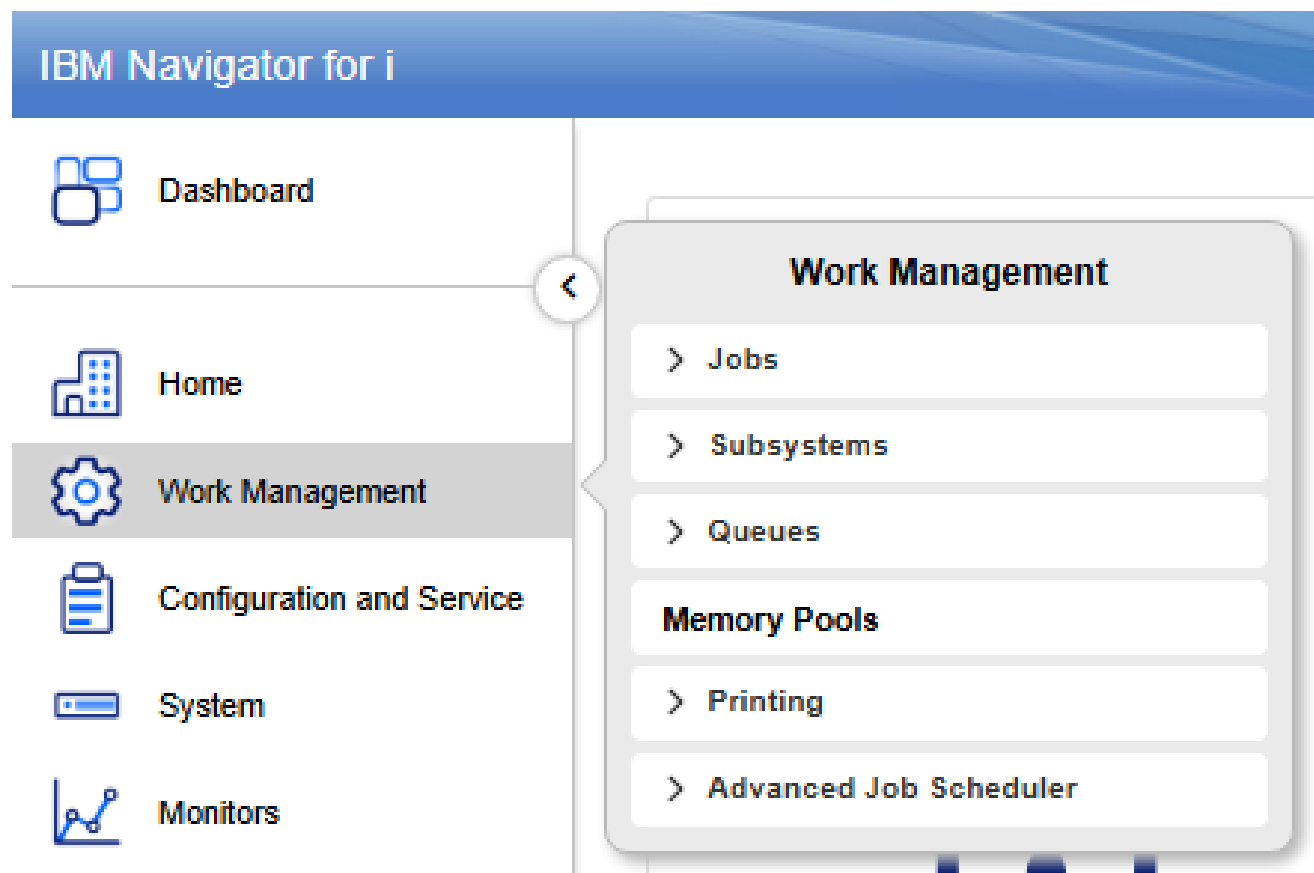 IBM Navigator for i
Dashboard
Home
Work Management
Configuration and Service
System
Monitors
Work Management
Jobs
Subsystems
Queues
Memory Pools
Printing
Advanced Job Scheduler